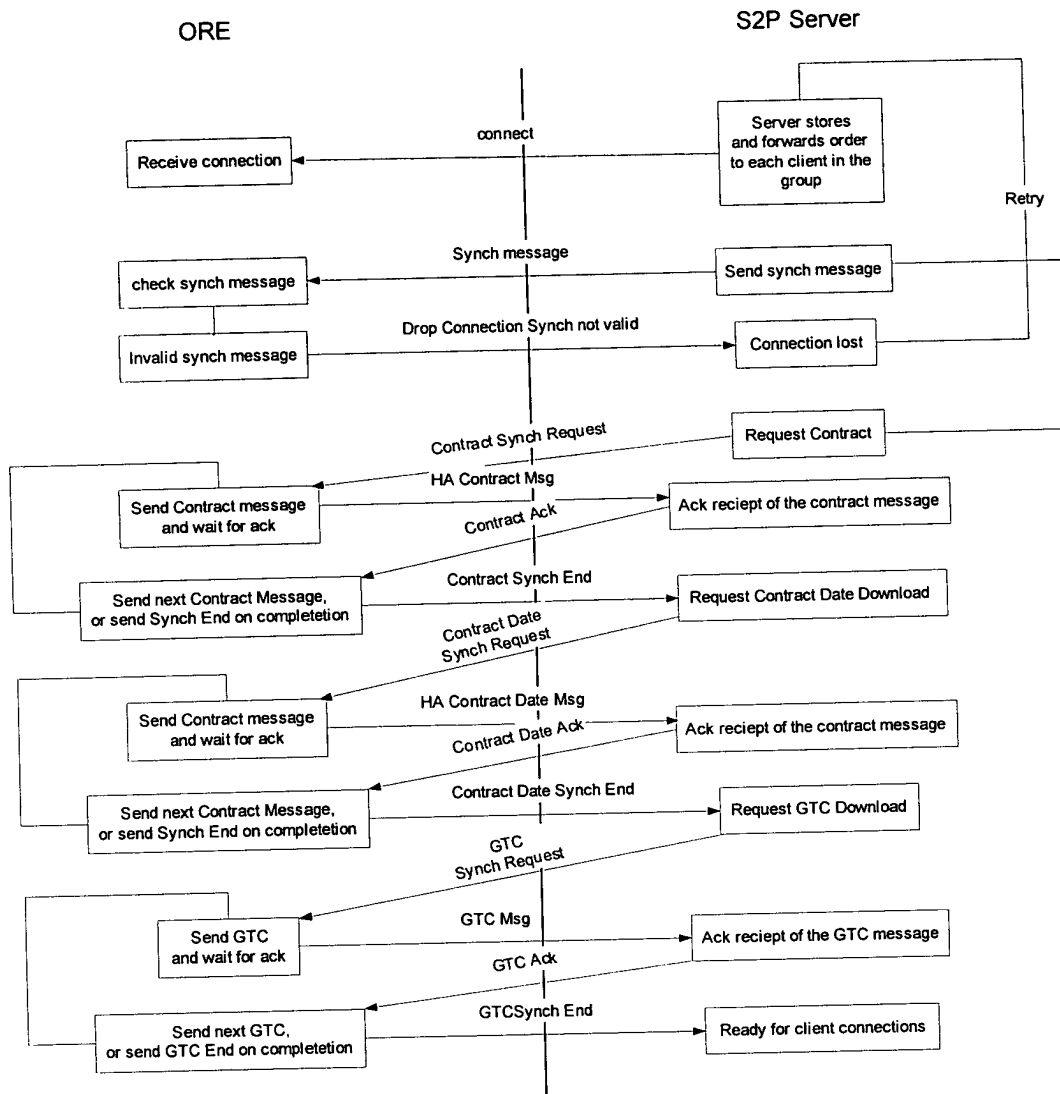 ORE
S2P Server
Server stores
and forwards order
to each client in the
group
connect
Receive connection
Retry
Synch message
check synch message
Send synch message
Drop Connection Synch not valid
Invalid synch message
Connection lost
Contract Synch Request
Request Contract
HA Contract Msg
Send Contract message
and wait for ack
Ack reciept of the contract message
Contract Ack
Contract Synch End
Send next Contract Message,
or send Synch End on completetion
Request Contract Date Download
Contract Date
Synch Request
HA Contract Date Msg
Send Contract message
and wait for ack
Ack reciept of the contract message
Contract Date Ack
Contract Date Synch End
Send next Contract Message,
or send Synch End on completetion
Request GTC Download
GTC
Synch Request
GTC Msg
Send GTC
and wait for ack
Ack reciept of the GTC message
GTC Ack
GTCSynch End
Send next GTC,
or send GTC End on completetion
Ready for client connections